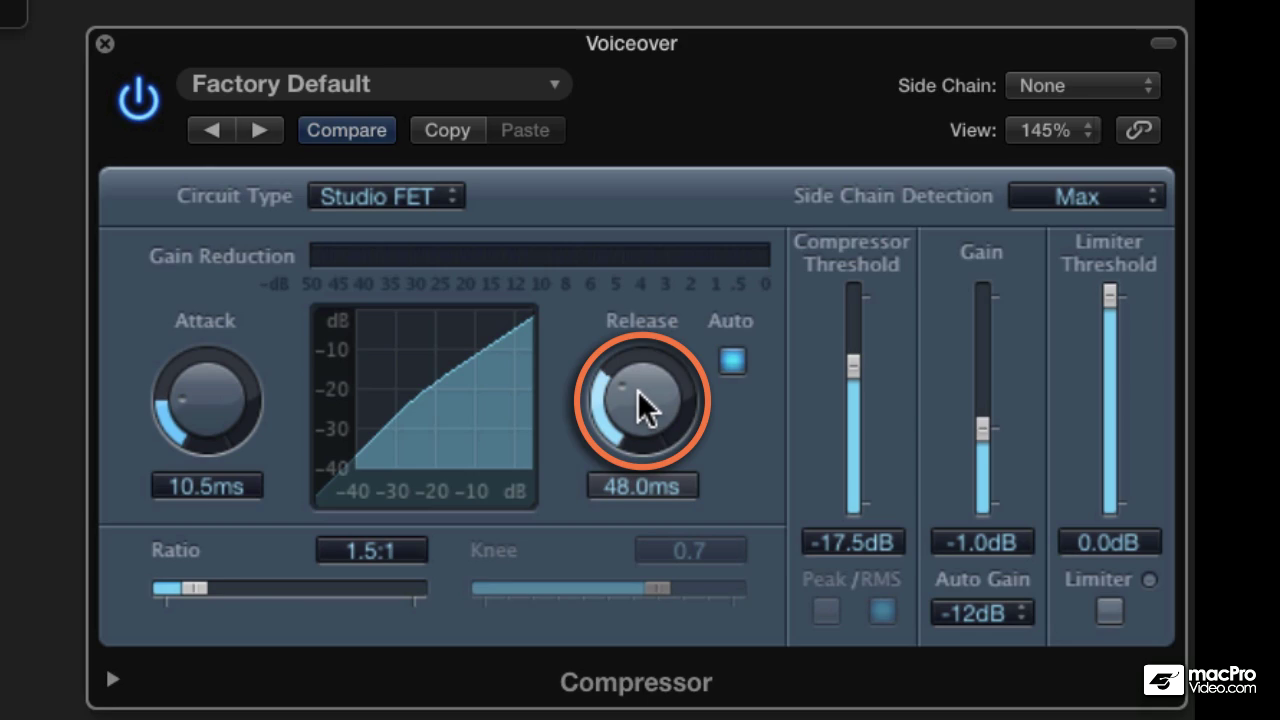 Voiceover
Factory Default
Side Chain: None
Compare Copy Paste
View: 145%
Circuit Type Studio FET
Side Chain Detection Max
Gain Reduction
-dB 50 45 40 35 30 25 20 15 12 10 8 6 5 4 3 2 1 .5 0
Attack
10.5ms
dB
-10
-20
-30
-40
-40 -30 -20 -10 dB
Release
Auto
48.0ms
Ratio 1.5:1
Knee 0.7
Compressor
Threshold
-17.5dB
Peak/RMS
Gain
-1.0dB
Auto Gain
-12dB
Limiter
Threshold
0.0dB
Limiter
Compressor
macPro
Video.com